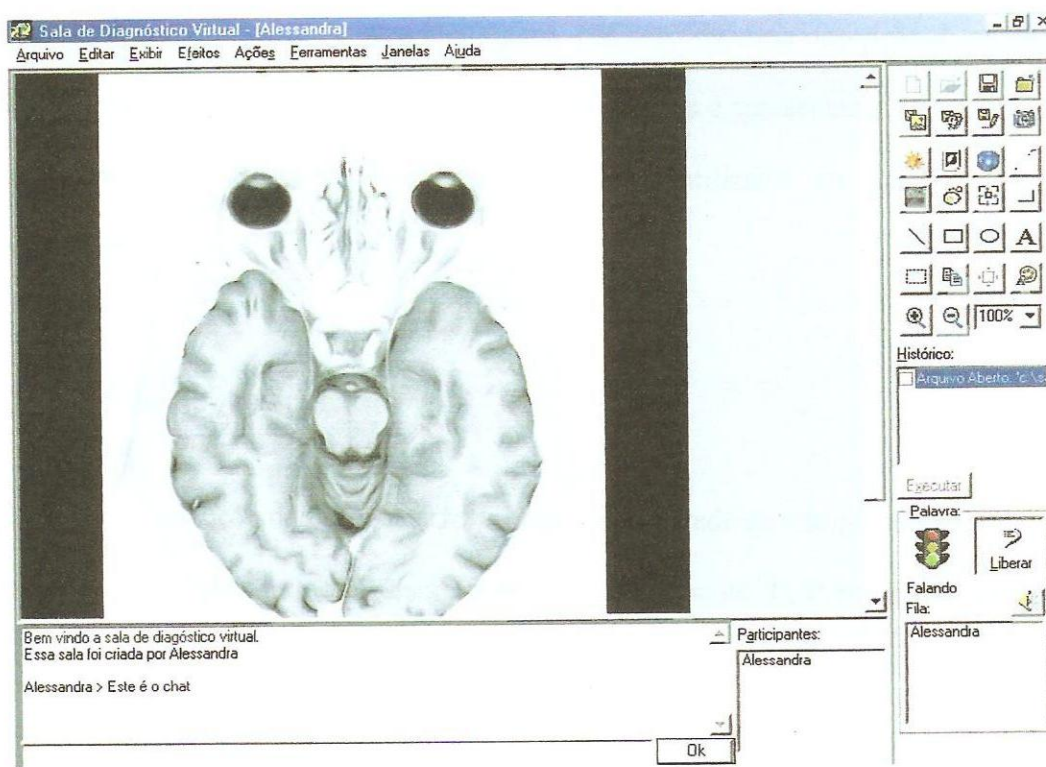 Sala de Diagnóstico Virtual - [Alessandra]
Arquivo Editar Exibir Efeitos Ações Ferramentas Janelas Ajuda
A
100%
Histórico:
Arquivo Aberto: "c:\s
Executar
Palavra:
Liberar
Falando
Fila:
Alessandra
Bem vindo a sala de diagóstico virtual.
Essa sala foi criada por Alessandra
Alessandra > Este é o chat
Participantes:
Alessandra
Ok